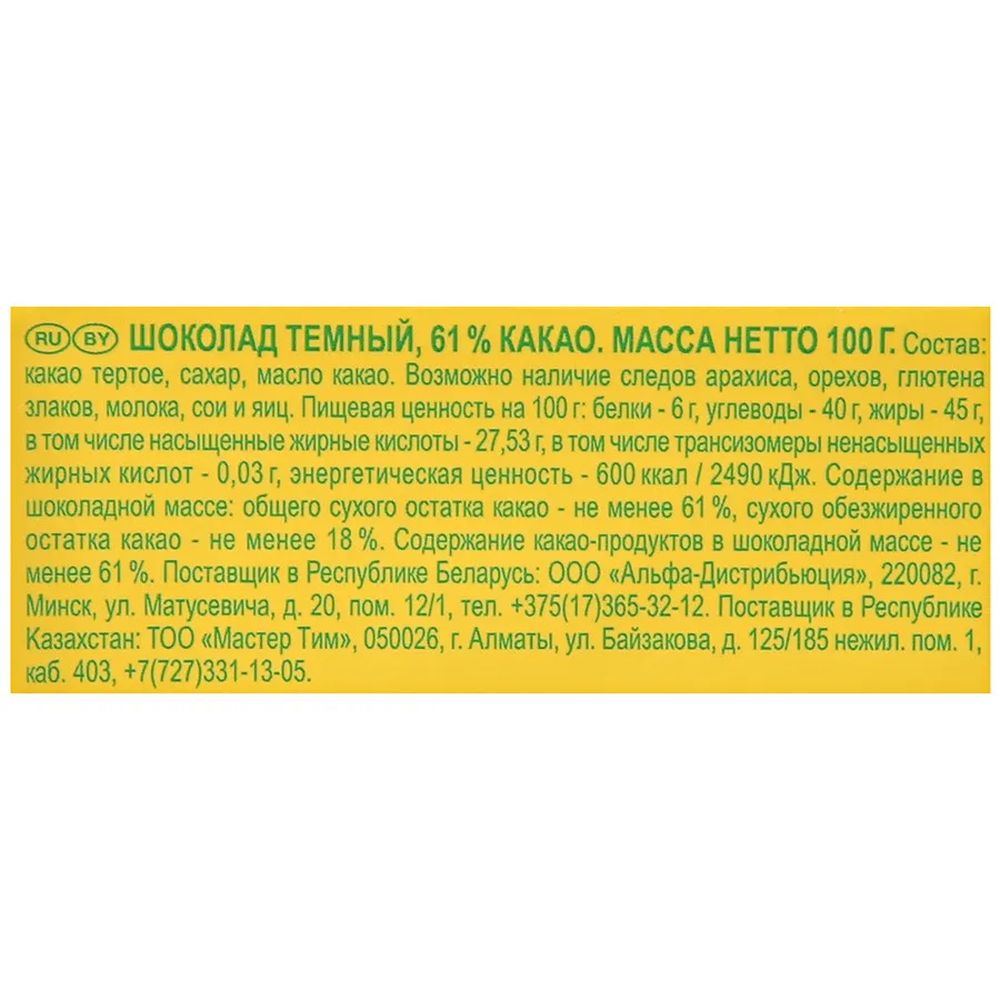 RU BY ШОКОЛАД ТЕМНЫЙ, 61 % КАКАО. МАССА НЕТТО 100 Г. Состав:
какао тертое, сахар, масло какао. Возможно наличие следов арахиса, орехов, глютена
злаков, молока, сои и яиц. Пищевая ценность на 100 г: белки - 6 г, углеводы - 40 г, жиры - 45 г,
в том числе насыщенные жирные кислоты - 27,53 г, в том числе трансизомеры ненасыщенных
жирных кислот - 0,03 г, энергетическая ценность - 600 ккал / 2490 кДж. Содержание в
шоколадной массе: общего сухого остатка какао - не менее 61 %, сухого обезжиренного
остатка какао - не менее 18 %. Содержание какао-продуктов в шоколадной массе - не
менее 61 %. Поставщик в Республике Беларусь: ООО «Альфа-Дистрибьюция», 220082, г.
Минск, ул. Матусевича, д. 20, пом. 12/1, тел. +375(17)365-32-12. Поставщик в Республике
Казахстан: ТОО «Мастер Тим», 050026, г. Алматы, ул. Байзакова, д. 125/185 нежил. пом. 1,
каб. 403, +7(727)331-13-05.